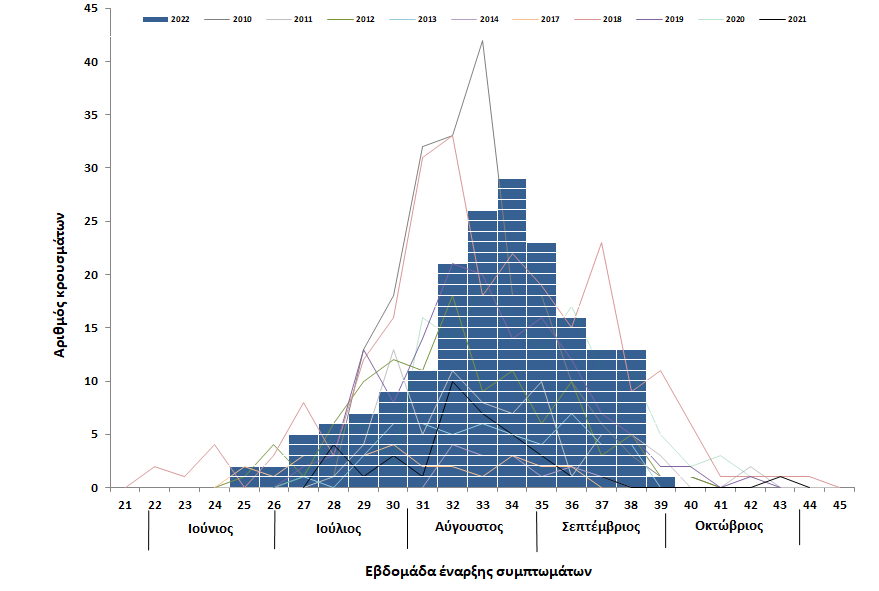 45
2022 2010 2011 2012 2013 2014 2017 2018 2019 2020 2021
40
35
30
25
20
15
10
5
0
Αριθμός κρουσμάτων
21 22 23 24 25 26 27 28 29 30 31 32 33 34 35 36 37 38 39 40 41 42 43 44 45
Ιούνιος Ιούλιος Αύγουστος Σεπτέμβριος Οκτώβριος
Εβδομάδα έναρξης συμπτωμάτων